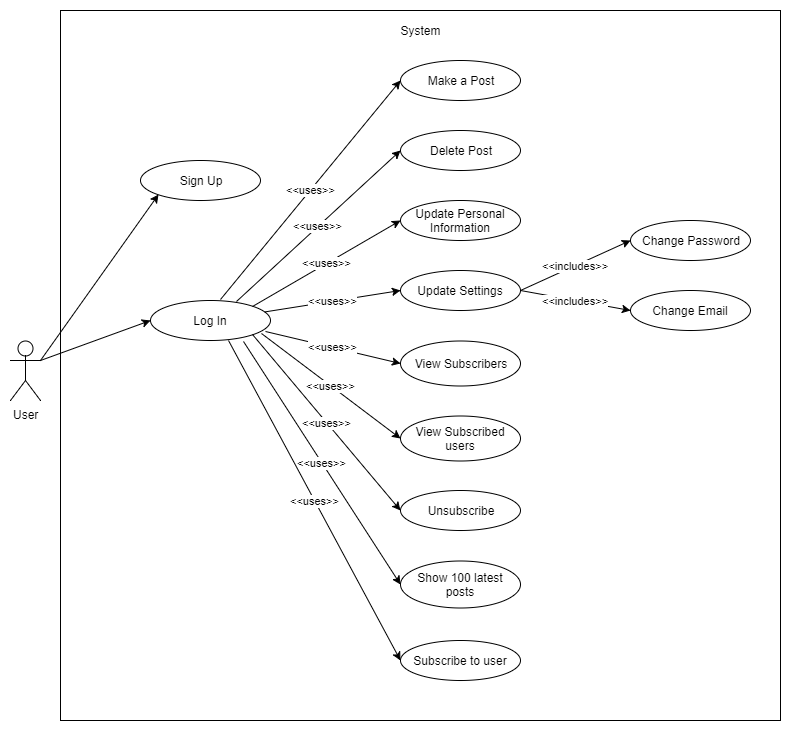 System
Make a Post
<<uses>>
Delete Post
<<uses>>
Sign Up
Update Personal
Information
<<uses>>
Change Password
<<includes>>
Update Settings
<<uses>>
<<includes>>
Change Email
Log In
<<uses>>
View Subscribers
<<uses>>
User
View Subscribed
users
<<uses>>
<<uses>>
Unsubscribe
<<uses>>
Show 100 latest
posts
Subscribe to user